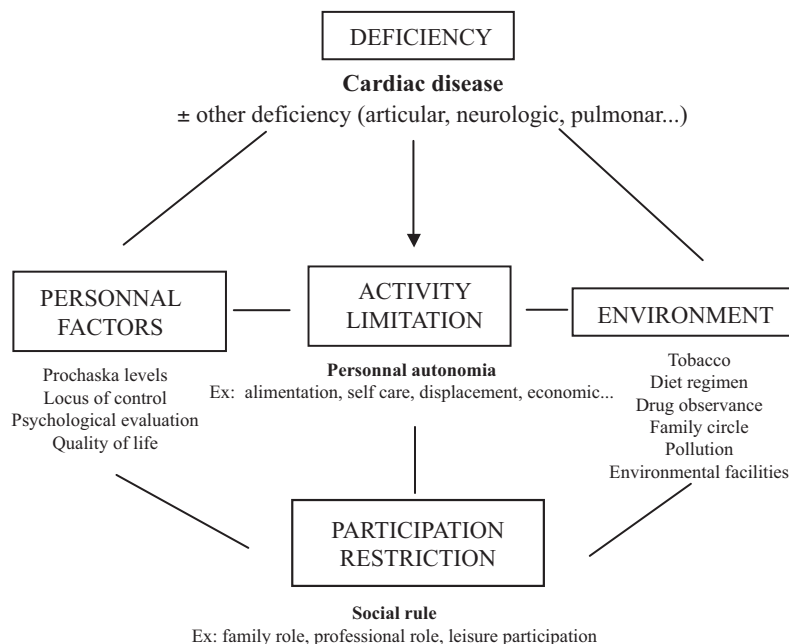 DEFICIENCY
Cardiac disease
± other deficiency (articular, neurologic, pulmonar...)
PERSONNAL
FACTORS
Prochaska levels
Locus of control
Psychological evaluation
Quality of life
ACTIVITY
LIMITATION
Personnal autonomia
Ex: alimentation, self care, displacement, economic...
ENVIRONMENT
Tobacco
Diet regimen
Drug observance
Family circle
Pollution
Environmental facilities
PARTICIPATION
RESTRICTION
Social rule
Ex: family role, professional role, leisure participation